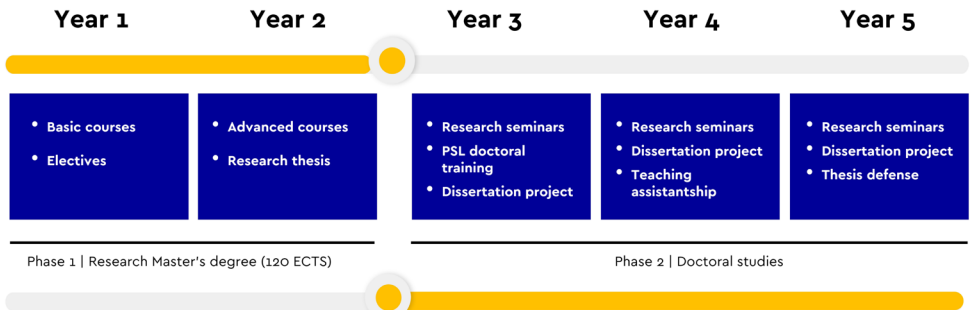 Year 1
Year 2
Year 3
Year 4
Year 5
• Basic courses
• Electives
• Advanced courses
• Research thesis
• Research seminars
• PSL doctoral
training
• Dissertation project
• Research seminars
• Dissertation project
• Teaching
assistantship
• Research seminars
• Dissertation project
• Thesis defense
Phase 1 | Research Master's degree (120 ECTS)
Phase 2 | Doctoral studies